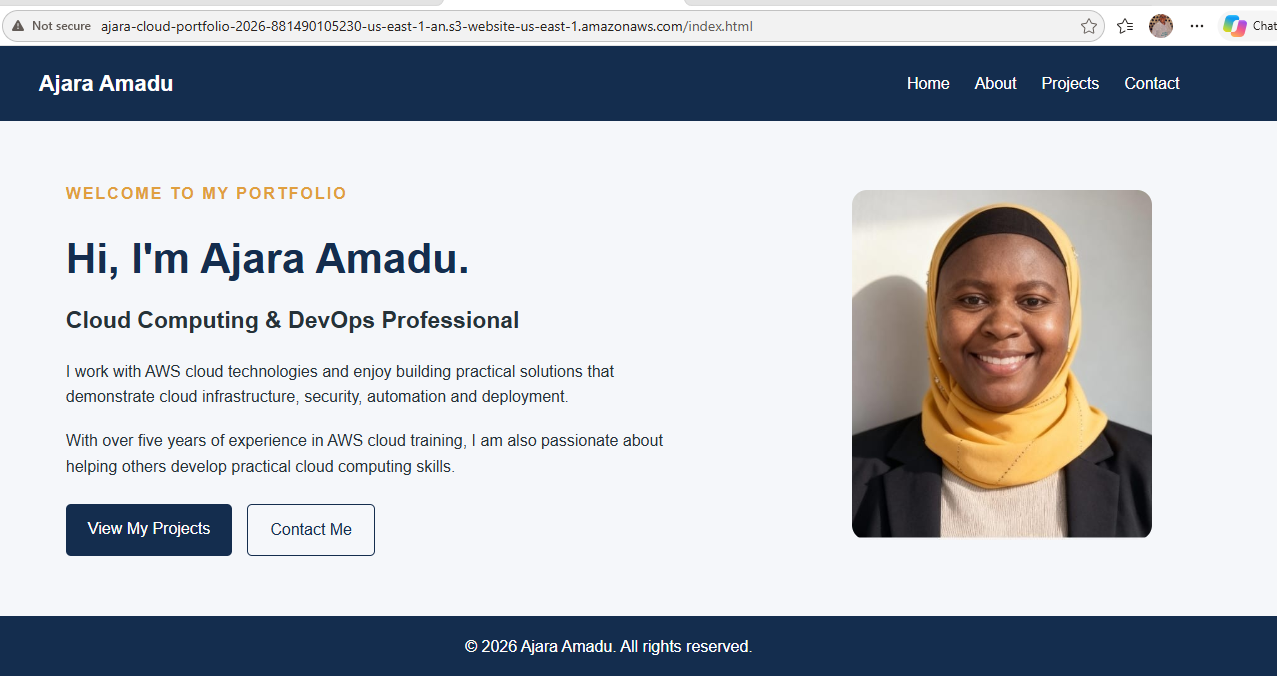 Not secure ajara-cloud-portfolio-2026-881490105230-us-east-1-an.s3-website-us-east-1.amazonaws.com/index.html
Chat
Ajara Amadu
Home About Projects Contact
WELCOME TO MY PORTFOLIO
Hi, I'm Ajara Amadu.
Cloud Computing & DevOps Professional
I work with AWS cloud technologies and enjoy building practical solutions that
demonstrate cloud infrastructure, security, automation and deployment.
With over five years of experience in AWS cloud training, I am also passionate about
helping others develop practical cloud computing skills.
View My Projects Contact Me
© 2026 Ajara Amadu. All rights reserved.